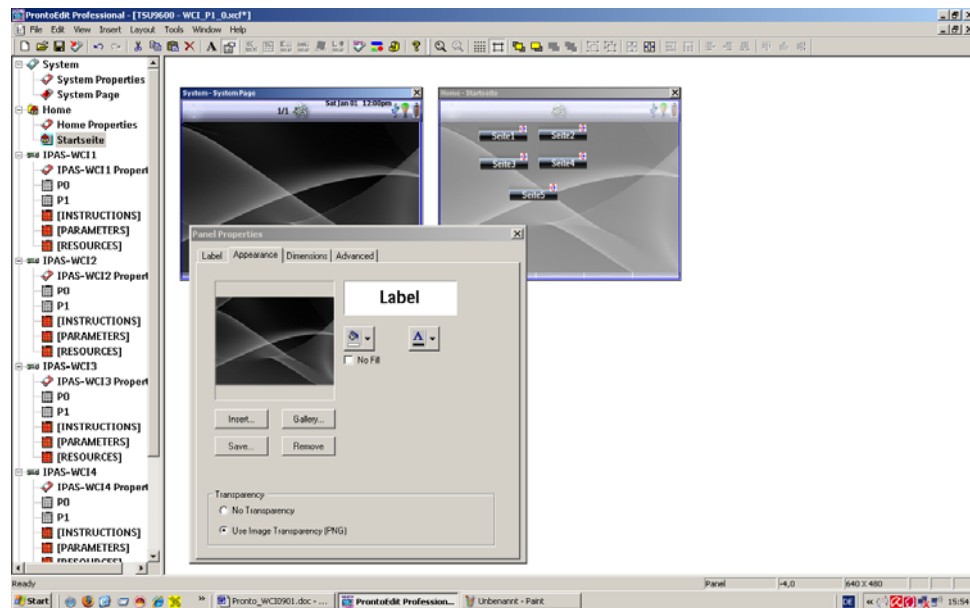 ProntoEdit Professional - [TSU9600 - WCI_P1_0.xcf*]
File Edit View Insert Layout Tools Window Help
System
System Properties
System Page
Home
Home Properties
Startseite
IPAS-WCI1
IPAS-WCI1 Propert
P0
P1
[INSTRUCTIONS]
[PARAMETERS]
[RESOURCES]
IPAS-WCI2
IPAS-WCI2 Propert
P0
P1
[INSTRUCTIONS]
[PARAMETERS]
[RESOURCES]
IPAS-WCI3
IPAS-WCI3 Propert
P0
P1
[INSTRUCTIONS]
[PARAMETERS]
[RESOURCES]
IPAS-WCI4
IPAS-WCI4 Propert
P0
P1
[INSTRUCTIONS]
[PARAMETERS]
[RESOURCES]
System - System Page
1/1
Sat Jan 01 12:00pm
Home - Startseite
Seite1 Seite2
Seite3 Seite4
Seite5
Panel Properties
Label Appearance Dimensions Advanced
Label
No Fill
Insert... Gallery...
Save... Remove
Transparency
No Transparency
Use Image Transparency (PNG)
Ready
Panel -4,0 640 X 480
Start
Pronto_WCI0901.doc - ...
ProntoEdit Profession...
Unbenannt - Paint
DE
15:54